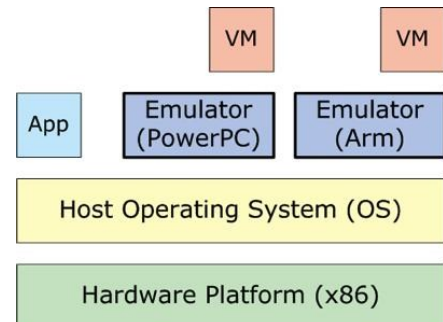 VM
VM
App
Emulator
(PowerPC)
Emulator
(Arm)
Host Operating System (OS)
Hardware Platform (x86)